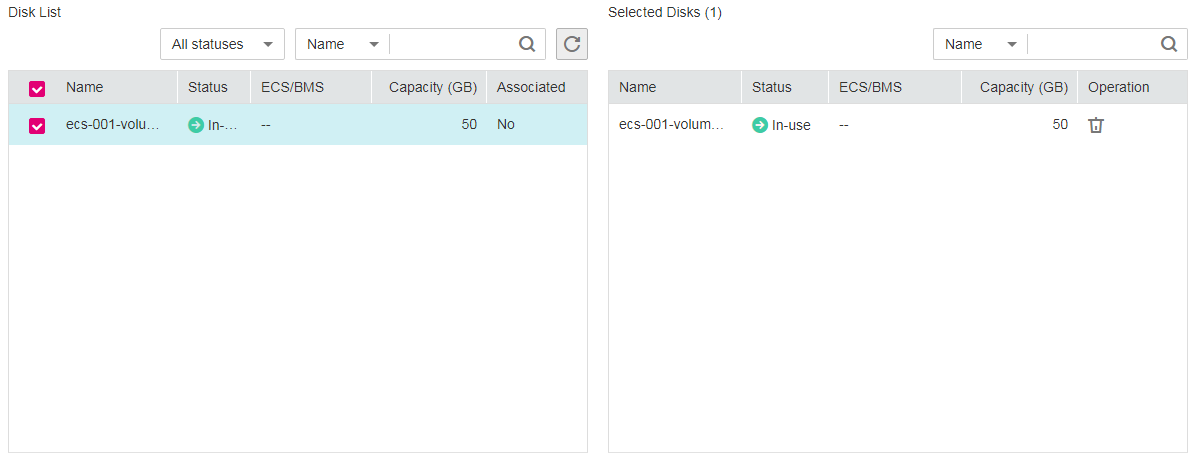 Disk List
All statuses Name
Name Status ECS/BMS Capacity (GB) Associated
ecs-001-volu... In-... -- 50 No
Selected Disks (1)
Name
Name Status ECS/BMS Capacity (GB) Operation
ecs-001-volum... In-use -- 50